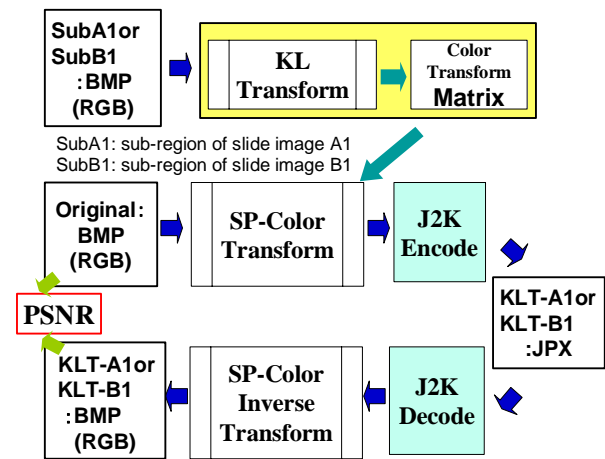 SubA1or
SubB1
:BMP
(RGB)
KL
Transform
Color
Transform
Matrix
SubA1: sub-region of slide image A1
SubB1: sub-region of slide image B1
Original:
BMP
(RGB)
SP-Color
Transform
J2K
Encode
PSNR
KLT-A1or
KLT-B1
:JPX
KLT-A1or
KLT-B1
:BMP
(RGB)
SP-Color
Inverse
Transform
J2K
Decode